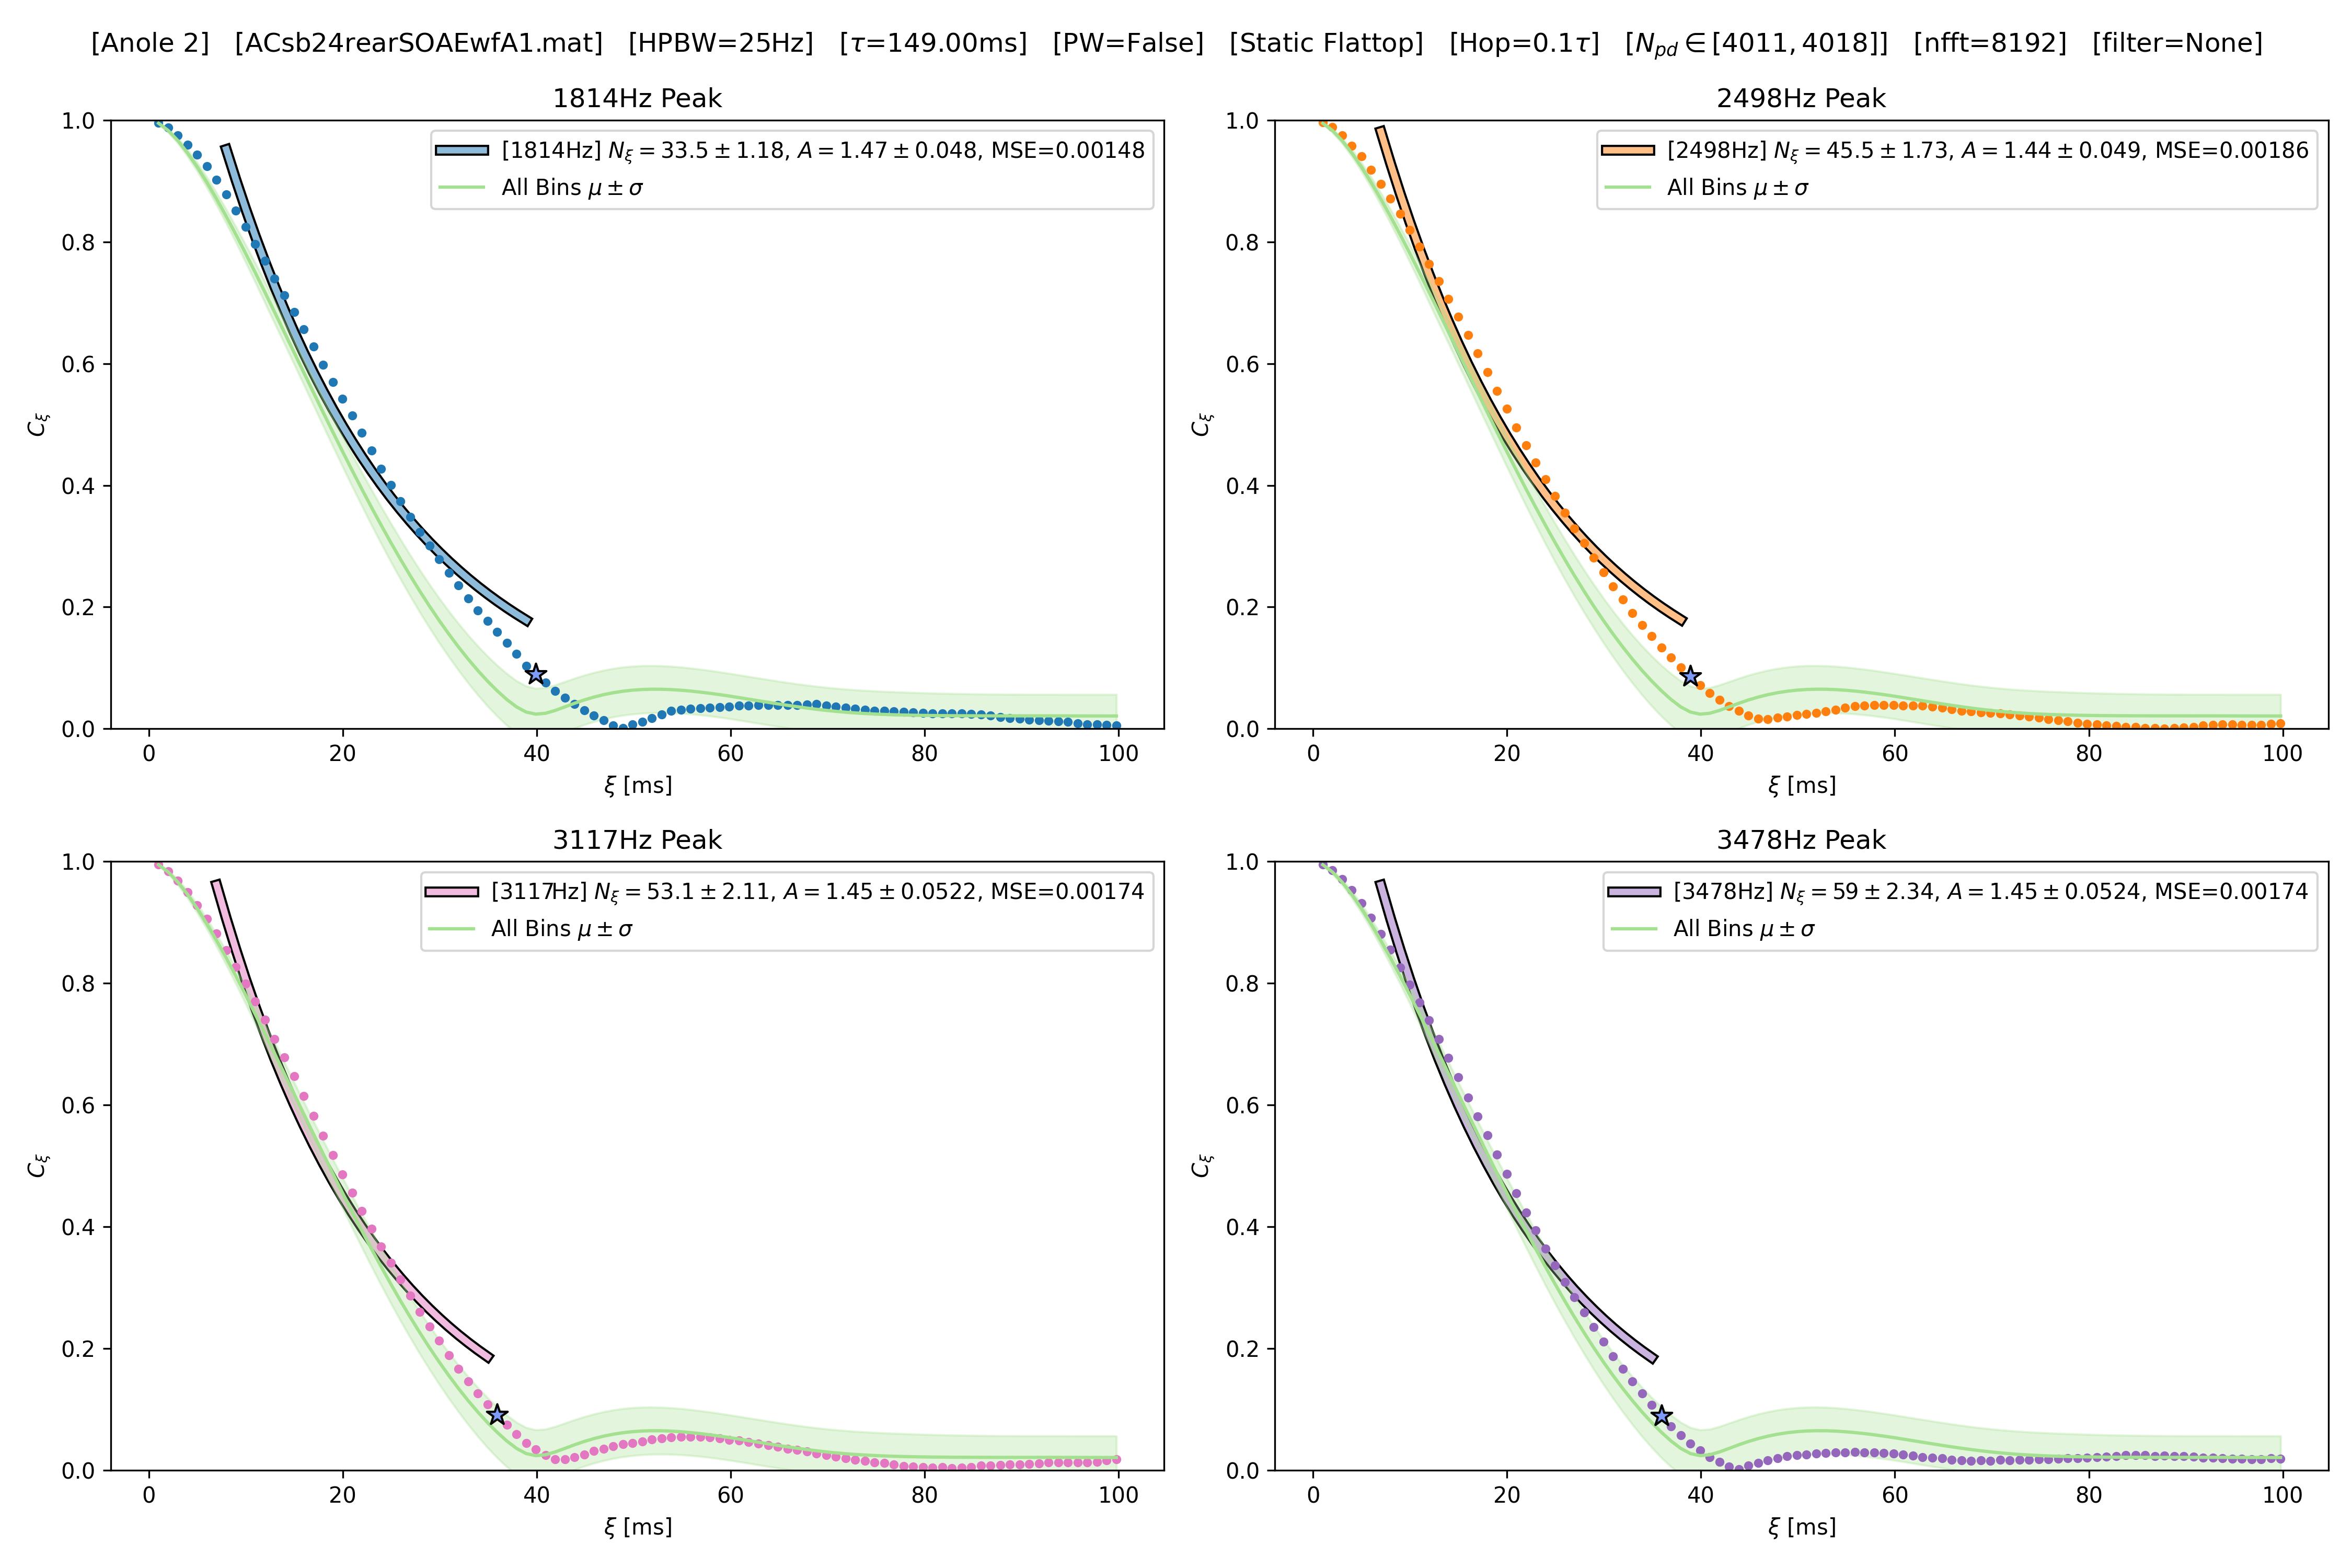 [Anole 2] [ACsb24rearSOAEwfA1.mat] [HPBW=25Hz] [τ=149.00ms] [PW=False] [Static Flattop] [Hop=0.1τ] [N_{pd} ∈ [4011, 4018]] [nfft=8192] [filter=None]
1814Hz Peak
[1814Hz] N_ξ = 33.5 ± 1.18, A = 1.47 ± 0.048, MSE=0.00148
All Bins μ ± σ
1.0
0.8
0.6
0.4
0.2
0.0
C_ξ
0 20 40 60 80 100
ξ [ms]
2498Hz Peak
[2498Hz] N_ξ = 45.5 ± 1.73, A = 1.44 ± 0.049, MSE=0.00186
All Bins μ ± σ
1.0
0.8
0.6
0.4
0.2
0.0
C_ξ
0 20 40 60 80 100
ξ [ms]
3117Hz Peak
[3117Hz] N_ξ = 53.1 ± 2.11, A = 1.45 ± 0.0522, MSE=0.00174
All Bins μ ± σ
1.0
0.8
0.6
0.4
0.2
0.0
C_ξ
0 20 40 60 80 100
ξ [ms]
3478Hz Peak
[3478Hz] N_ξ = 59 ± 2.34, A = 1.45 ± 0.0524, MSE=0.00174
All Bins μ ± σ
1.0
0.8
0.6
0.4
0.2
0.0
C_ξ
0 20 40 60 80 100
ξ [ms]